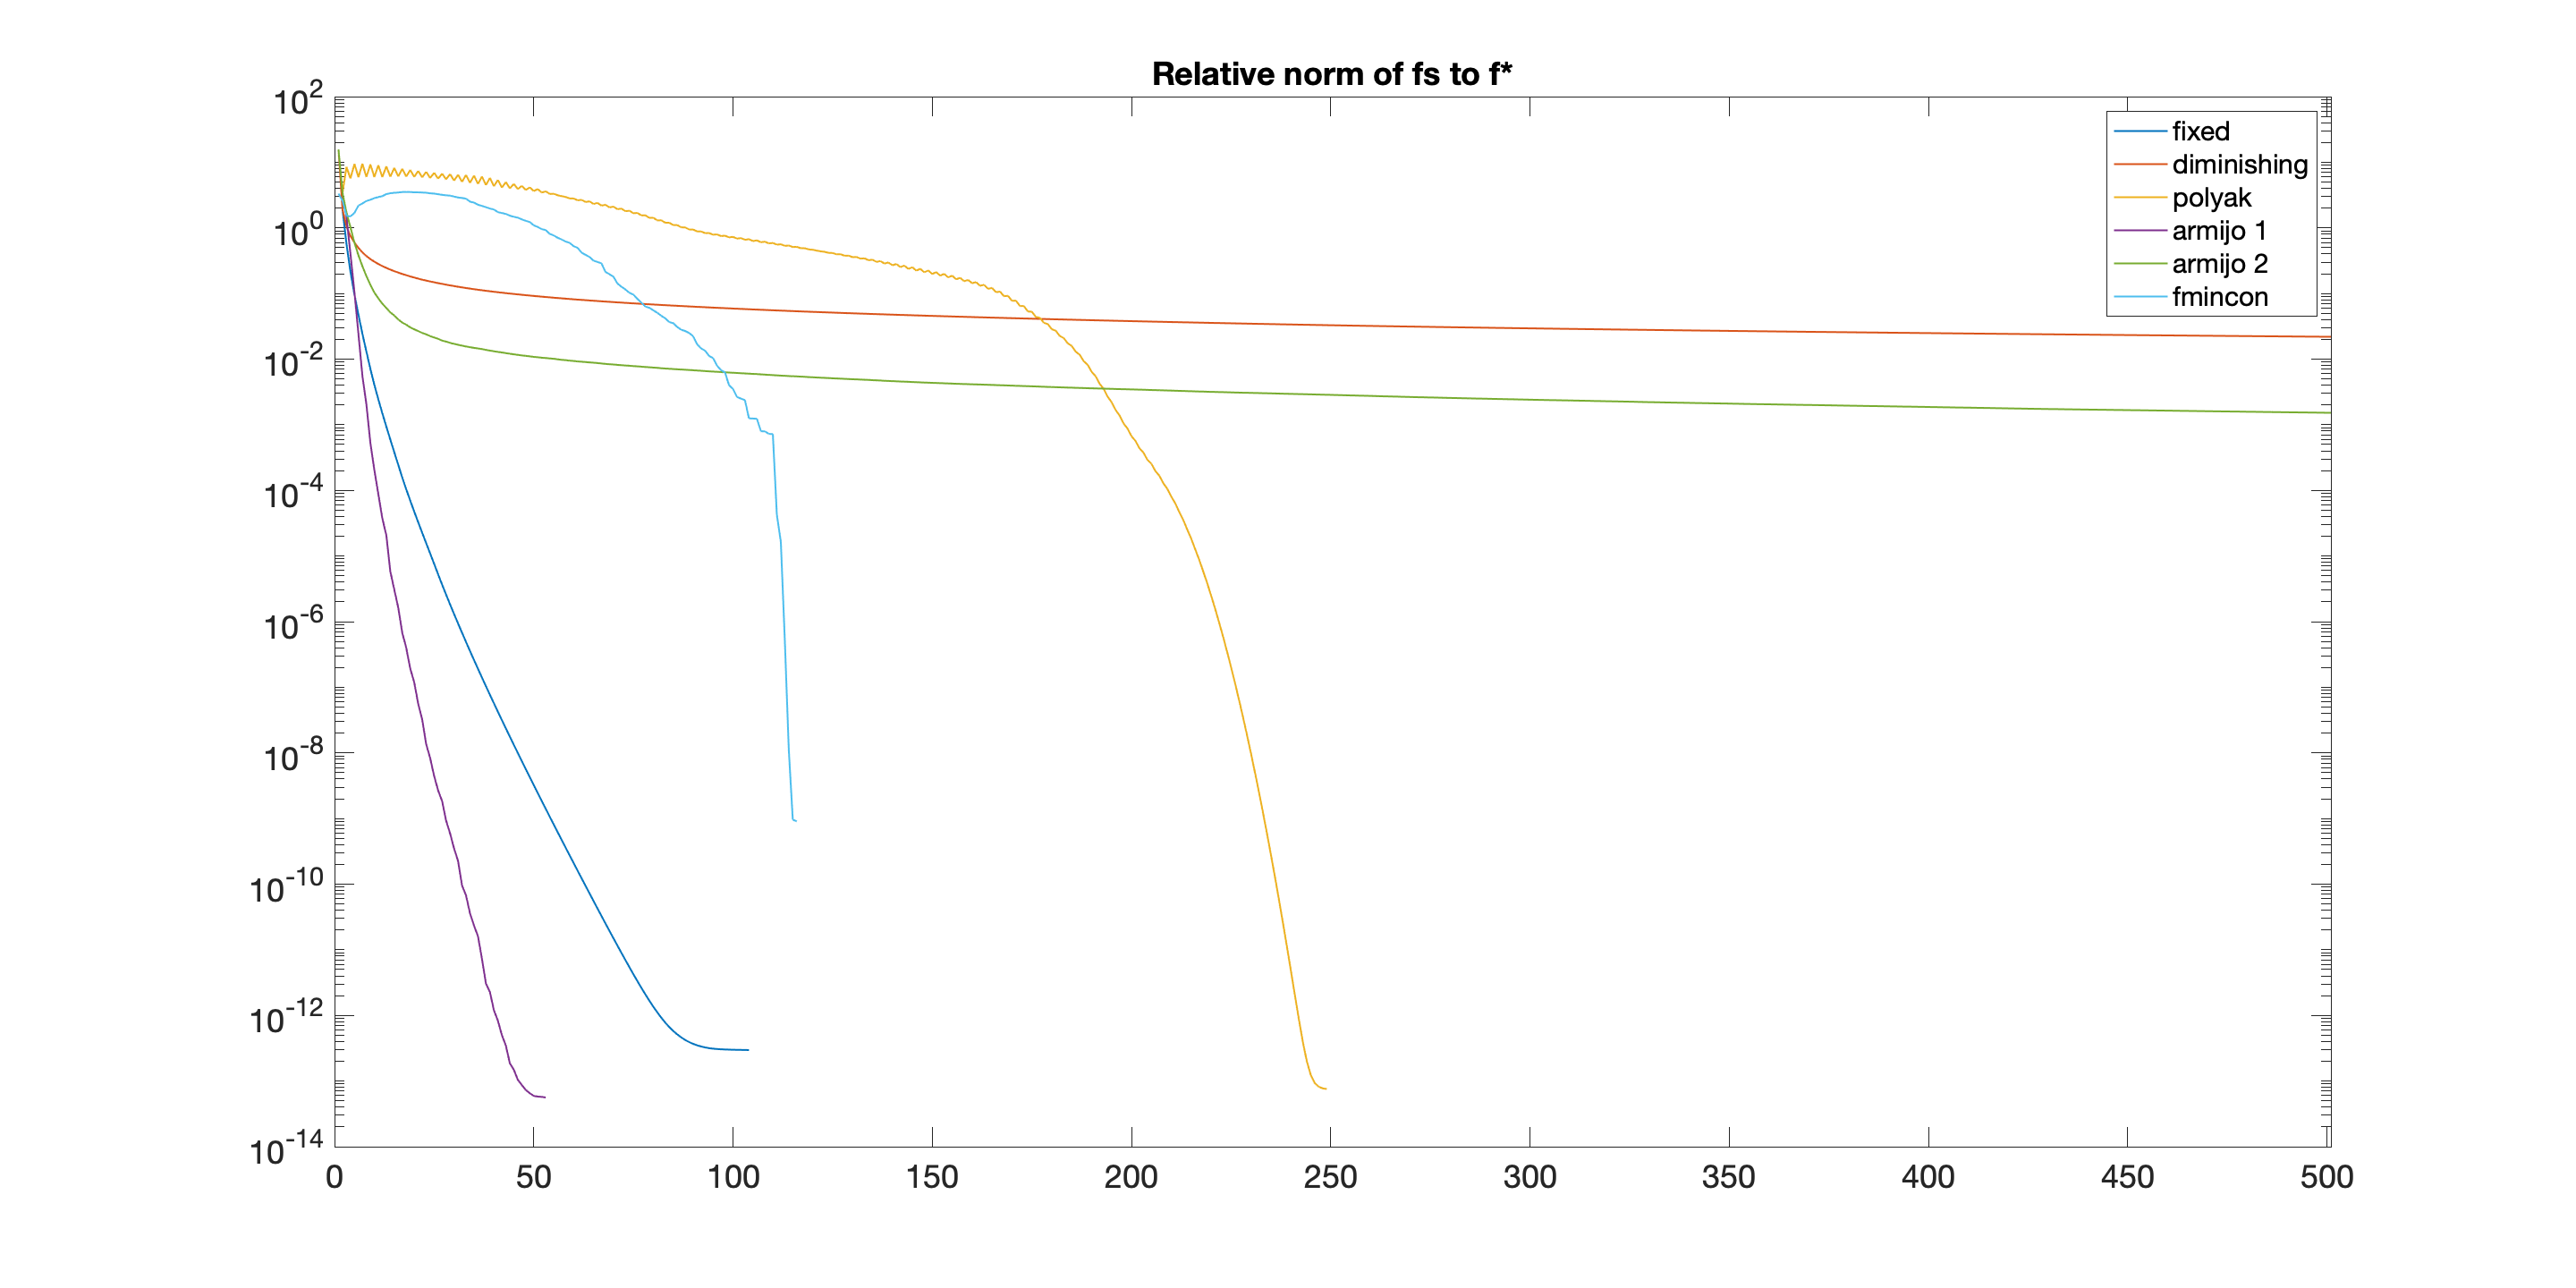 Relative norm of fs to f*
10^2
10^0
10^-2
10^-4
10^-6
10^-8
10^-10
10^-12
10^-14
0 50 100 150 200 250 300 350 400 450 500
fixed
diminishing
polyak
armijo 1
armijo 2
fmincon